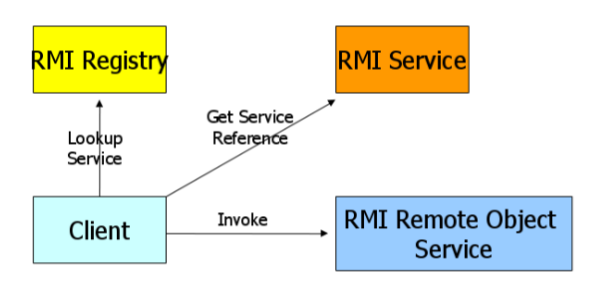 RMI Registry
RMI Service
Get Service
Reference
Lookup
Service
Client
Invoke
RMI Remote Object
Service